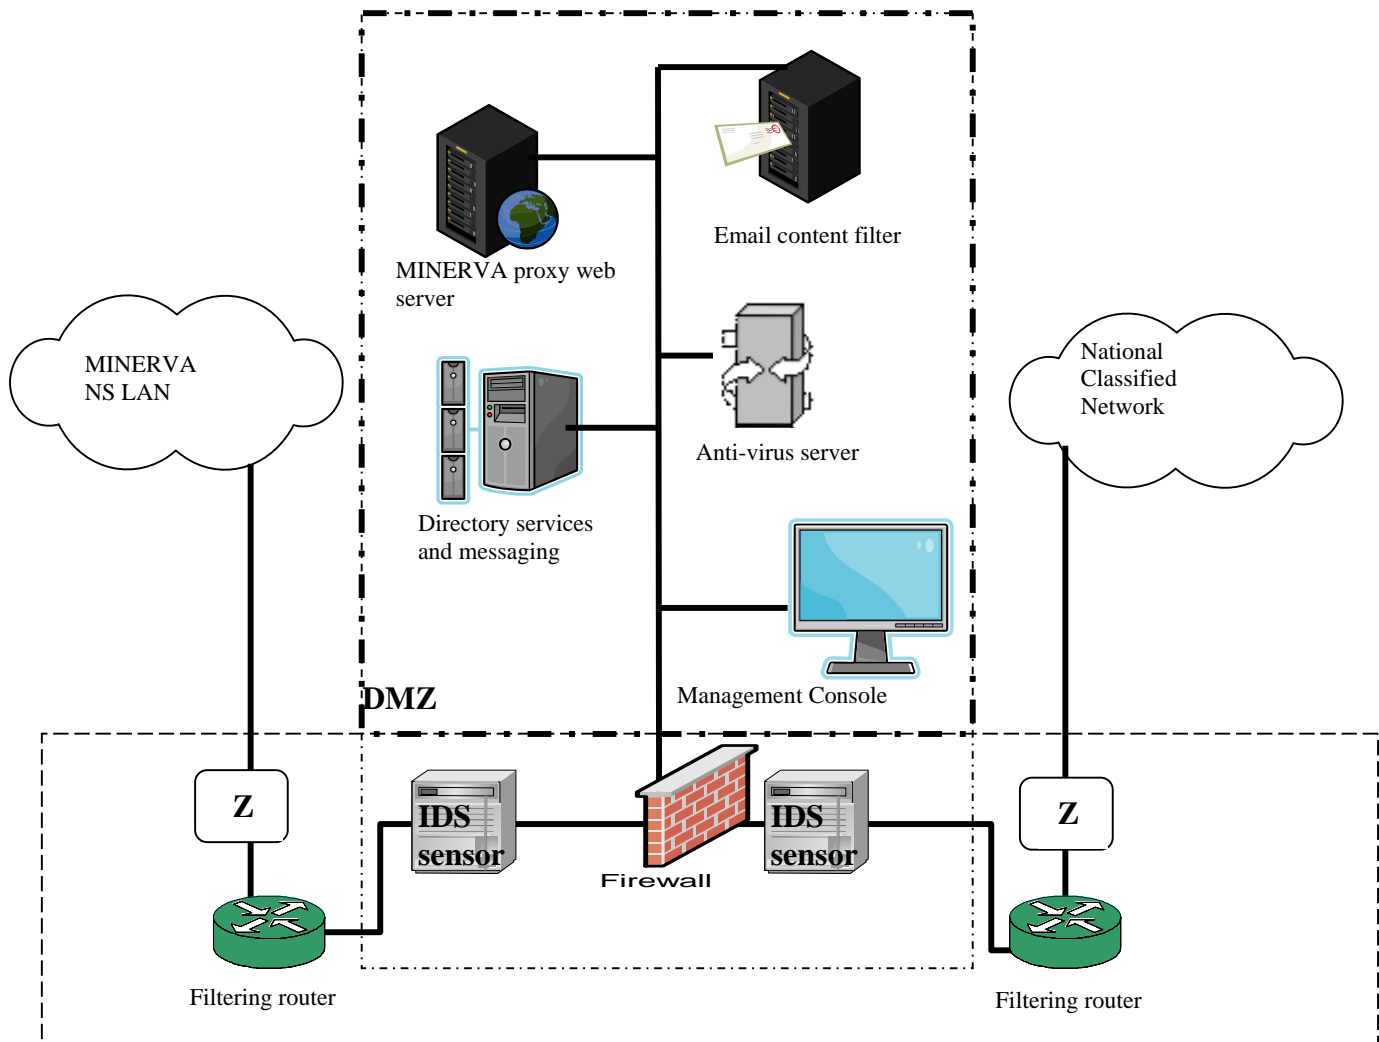 Email content filter
MINERVA proxy web
server
MINERVA
NS LAN
National
Classified
Network
Anti-virus server
Directory services
and messaging
Management Console
DMZ
Z
IDS
sensor
IDS
sensor
Z
Firewall
Filtering router
Filtering router